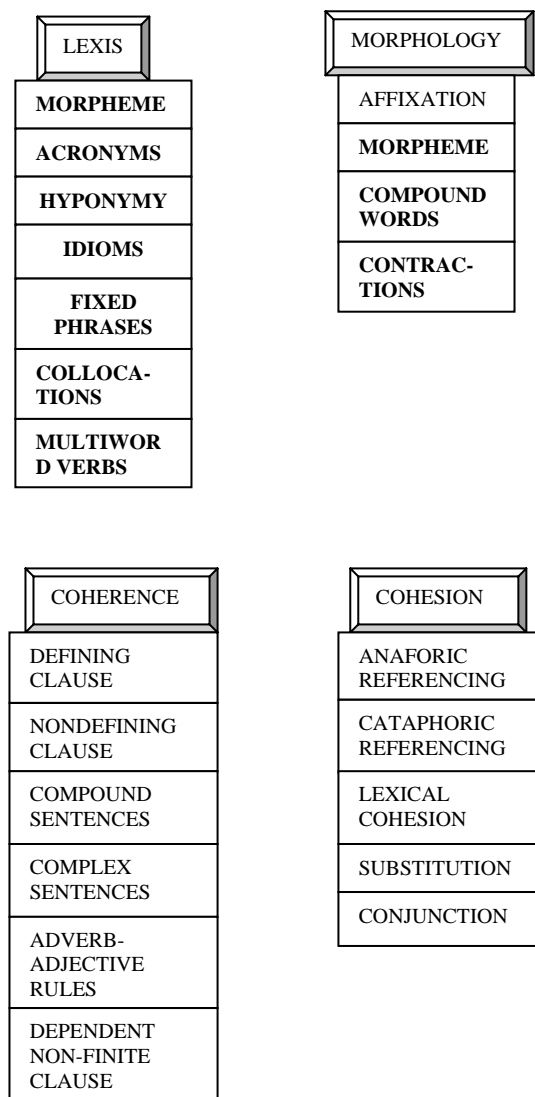 LEXIS
MORPHEME
ACRONYMS
HYPONYMY
IDIOMS
FIXED
PHRASES
COLLOCA-
TIONS
MULTIWOR
D VERBS
MORPHOLOGY
AFFIXATION
MORPHEME
COMPOUND
WORDS
CONTRAC-
TIONS
COHERENCE
DEFINING
CLAUSE
NONDEFINING
CLAUSE
COMPOUND
SENTENCES
COMPLEX
SENTENCES
ADVERB-
ADJECTIVE
RULES
DEPENDENT
NON-FINITE
CLAUSE
COHESION
ANAFORIC
REFERENCING
CATAPHORIC
REFERENCING
LEXICAL
COHESION
SUBSTITUTION
CONJUNCTION